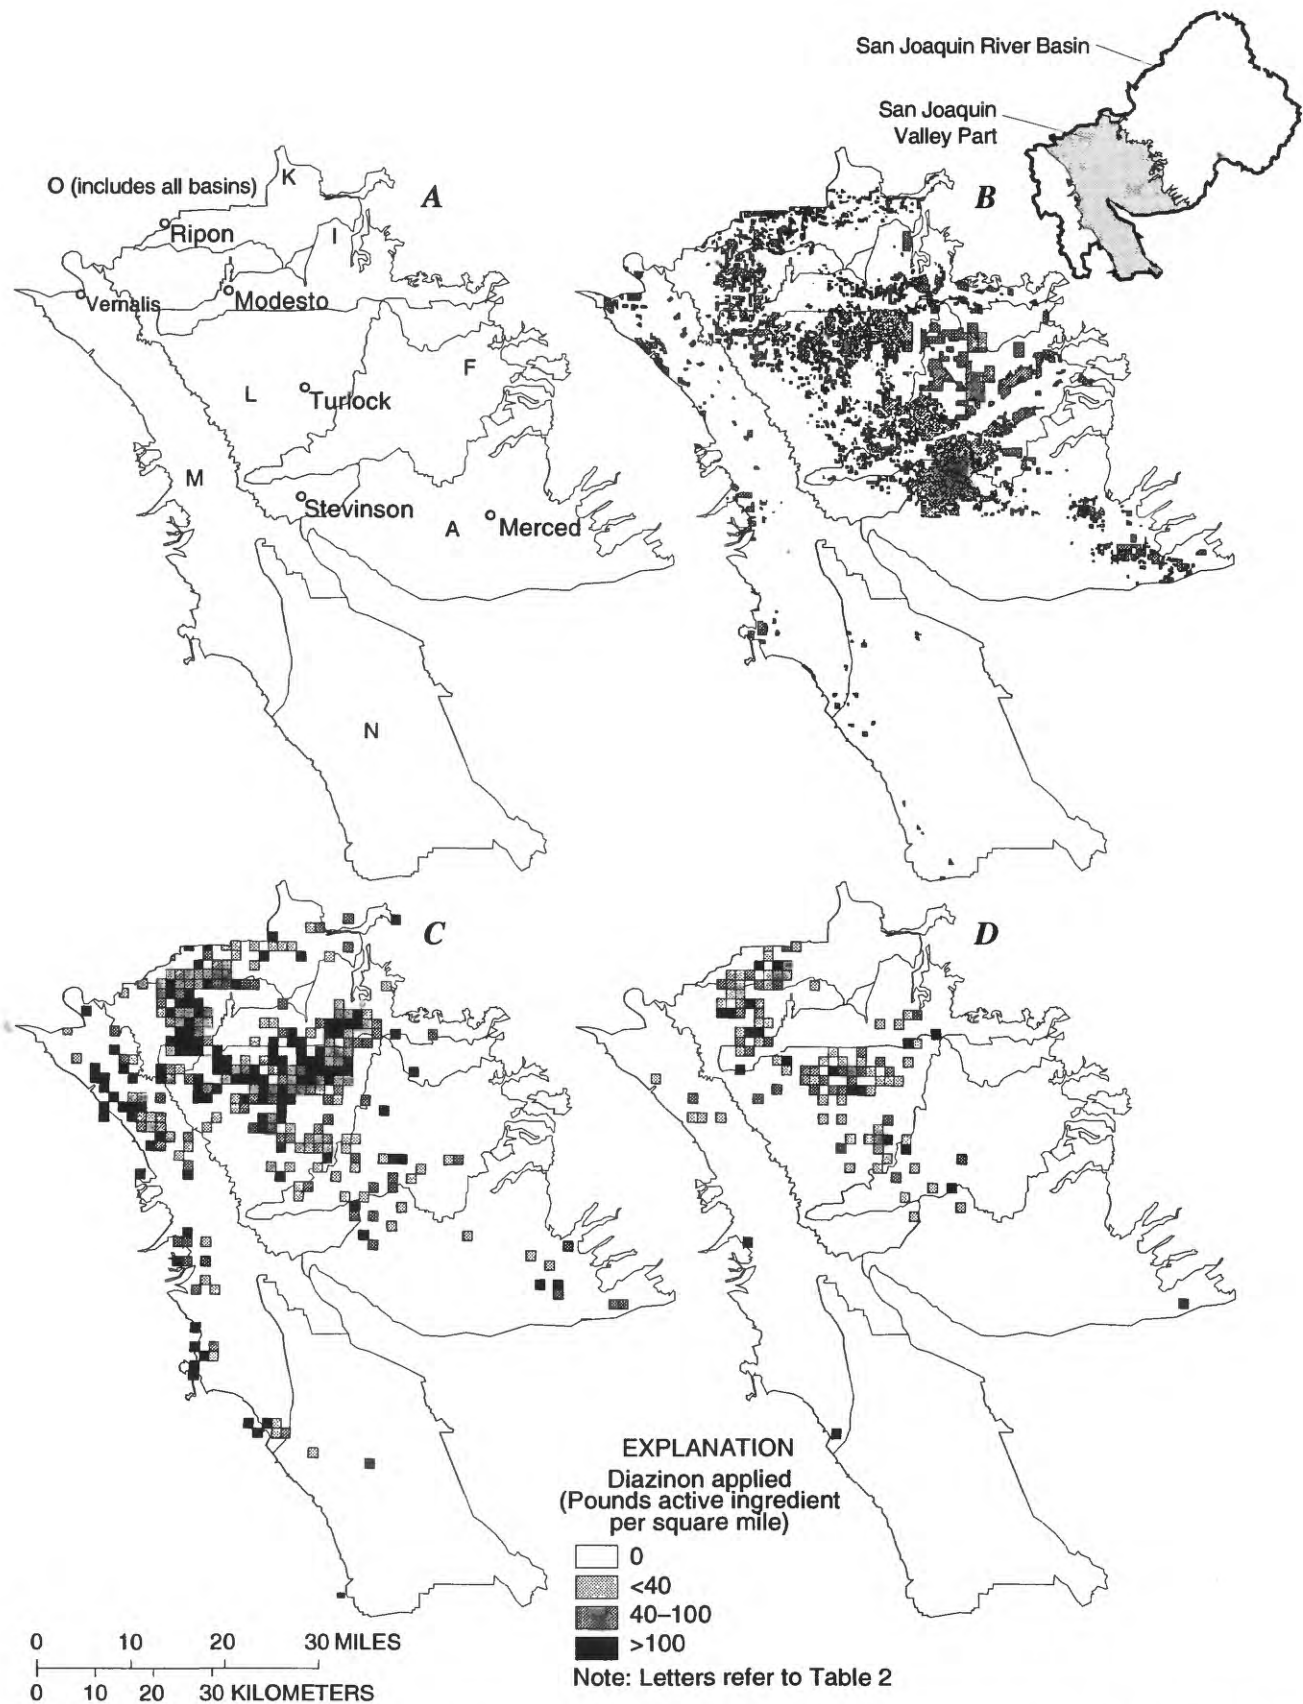 San Joaquin River Basin
San Joaquin
Valley Part
A
O (includes all basins)
K
Ripon
I
Vernalis
Modesto
F
L
Turlock
M
Stevinson
A
Merced
N
B
C
D
EXPLANATION
Diazinon applied
(Pounds active ingredient
per square mile)
0
<40
40–100
>100
Note: Letters refer to Table 2
0 10 20 30 MILES
0 10 20 30 KILOMETERS